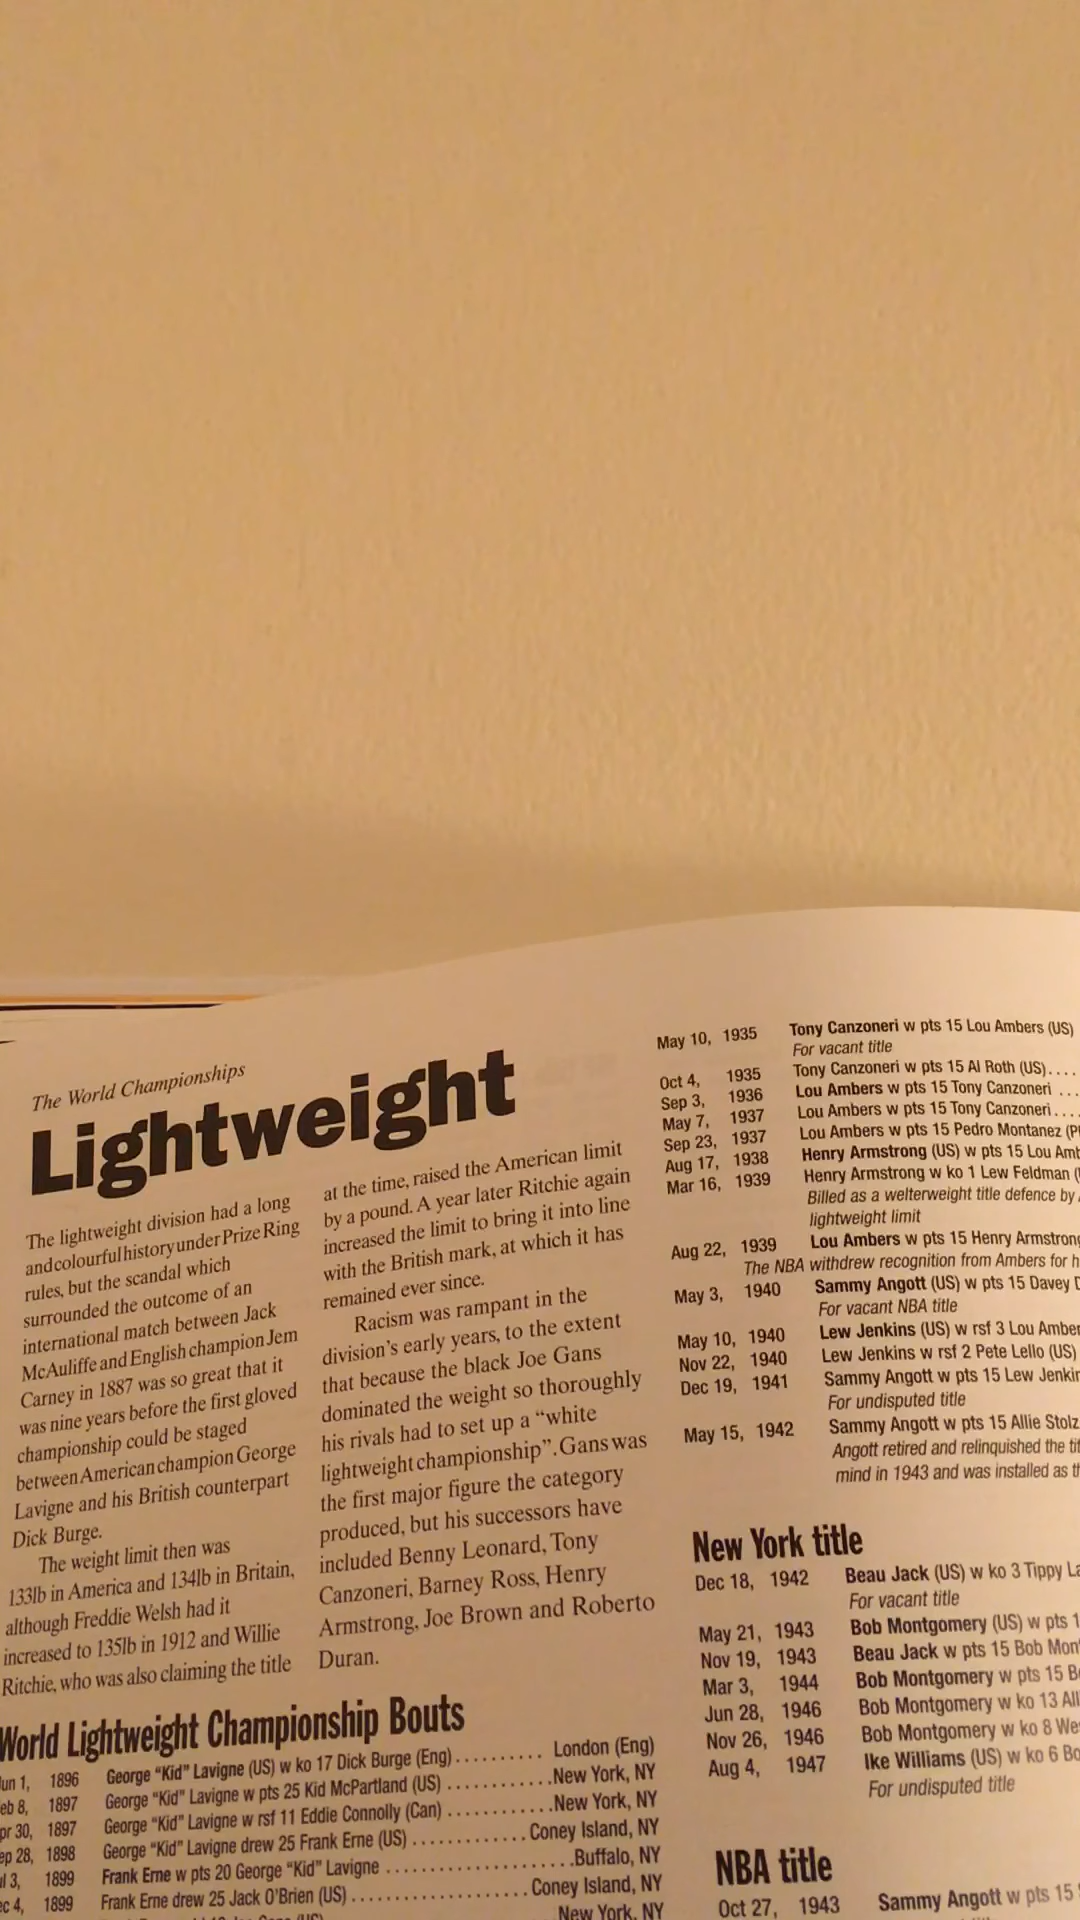 The World Championships
Lightweight
The lightweight division had a long
and colourful history under Prize Ring
rules, but the scandal which
surrounded the outcome of an
international match between Jack
McAuliffe and English champion Jem
Carney in 1887 was so great that it
was nine years before the first gloved
championship could be staged
between American champion George
Lavigne and his British counterpart
Dick Burge.
The weight limit then was
133lb in America and 134lb in Britain,
although Freddie Welsh had it
increased to 135lb in 1912 and Willie
Ritchie, who was also claiming the title
at the time, raised the American limit
by a pound. A year later Ritchie again
increased the limit to bring it into line
with the British mark, at which it has
remained ever since.
Racism was rampant in the
division's early years, to the extent
that because the black Joe Gans
dominated the weight so thoroughly
his rivals had to set up a “white
lightweight championship”. Gans was
the first major figure the category
produced, but his successors have
included Benny Leonard, Tony
Canzoneri, Barney Ross, Henry
Armstrong, Joe Brown and Roberto
Duran.
World Lightweight Championship Bouts
un 1, 1896 George “Kid” Lavigne (US) w ko 17 Dick Burge (Eng) .......... London (Eng)
eb 8, 1897 George “Kid” Lavigne w pts 25 Kid McPartland (US) ........... New York, NY
pr 30, 1897 George “Kid” Lavigne w rsf 11 Eddie Connolly (Can) ........... New York, NY
ep 28, 1898 George “Kid” Lavigne drew 25 Frank Erne (US) ............ Coney Island, NY
ul 3, 1899 Frank Erne w pts 20 George “Kid” Lavigne .................... Buffalo, NY
ec 4, 1899 Frank Erne drew 25 Jack O'Brien (US) .................. Coney Island, NY
New York, NY
May 10, 1935 Tony Canzoneri w pts 15 Lou Ambers (US)
For vacant title
Oct 4, 1935 Tony Canzoneri w pts 15 Al Roth (US)....
Sep 3, 1936 Lou Ambers w pts 15 Tony Canzoneri ...
May 7, 1937 Lou Ambers w pts 15 Tony Canzoneri....
Sep 23, 1937 Lou Ambers w pts 15 Pedro Montanez (P
Aug 17, 1938 Henry Armstrong (US) w pts 15 Lou Amb
Mar 16, 1939 Henry Armstrong w ko 1 Lew Feldman (
Billed as a welterweight title defence by
lightweight limit
Aug 22, 1939 Lou Ambers w pts 15 Henry Armstrong
The NBA withdrew recognition from Ambers for h
May 3, 1940 Sammy Angott (US) w pts 15 Davey D
For vacant NBA title
May 10, 1940 Lew Jenkins (US) w rsf 3 Lou Amber
Nov 22, 1940 Lew Jenkins w rsf 2 Pete Lello (US)
Dec 19, 1941 Sammy Angott w pts 15 Lew Jenkin
For undisputed title
May 15, 1942 Sammy Angott w pts 15 Allie Stolz
Angott retired and relinquished the tit
mind in 1943 and was installed as th
New York title
Dec 18, 1942 Beau Jack (US) w ko 3 Tippy La
For vacant title
May 21, 1943 Bob Montgomery (US) w pts 1
Nov 19, 1943 Beau Jack w pts 15 Bob Mon
Mar 3, 1944 Bob Montgomery w pts 15 B
Jun 28, 1946 Bob Montgomery w ko 13 All
Nov 26, 1946 Bob Montgomery w ko 8 We
Aug 4, 1947 Ike Williams (US) w ko 6 Bo
For undisputed title
NBA title
Oct 27, 1943 Sammy Angott w pts 15